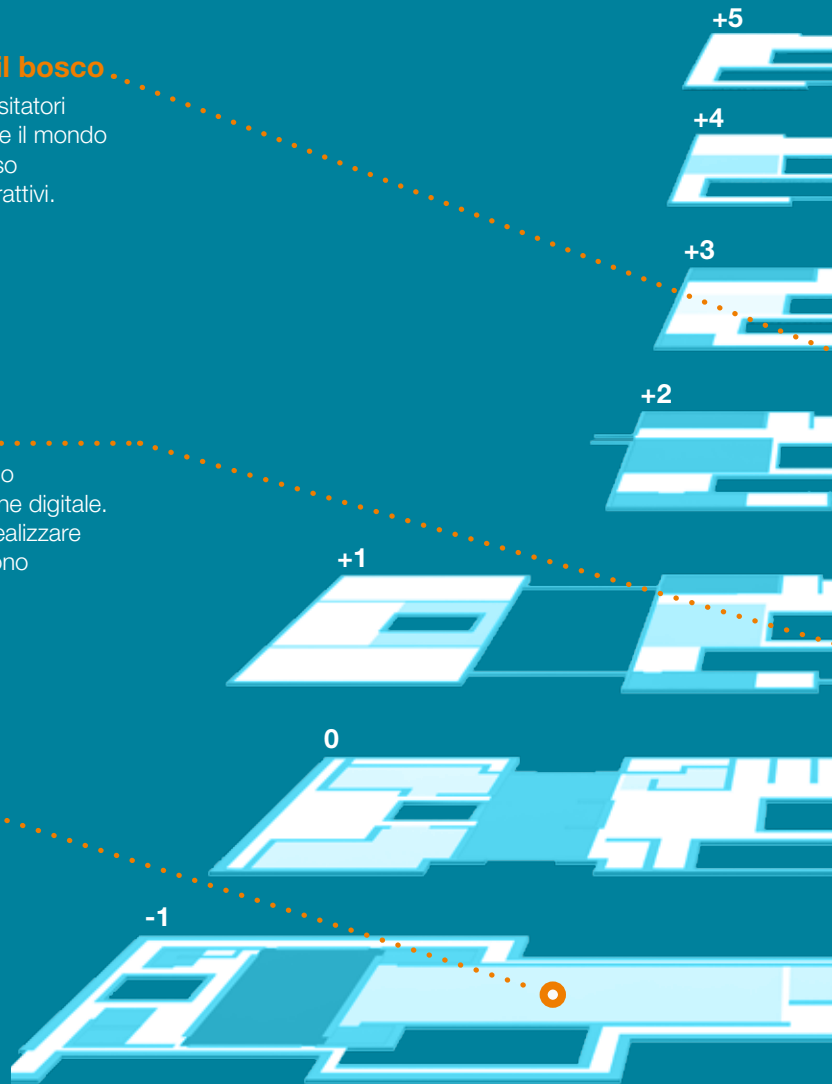 il bosco
sitatori
e il mondo
so
rattivi.
o
ne digitale.
ealizzare
ono
+5
+4
+3
+2
+1
0
-1